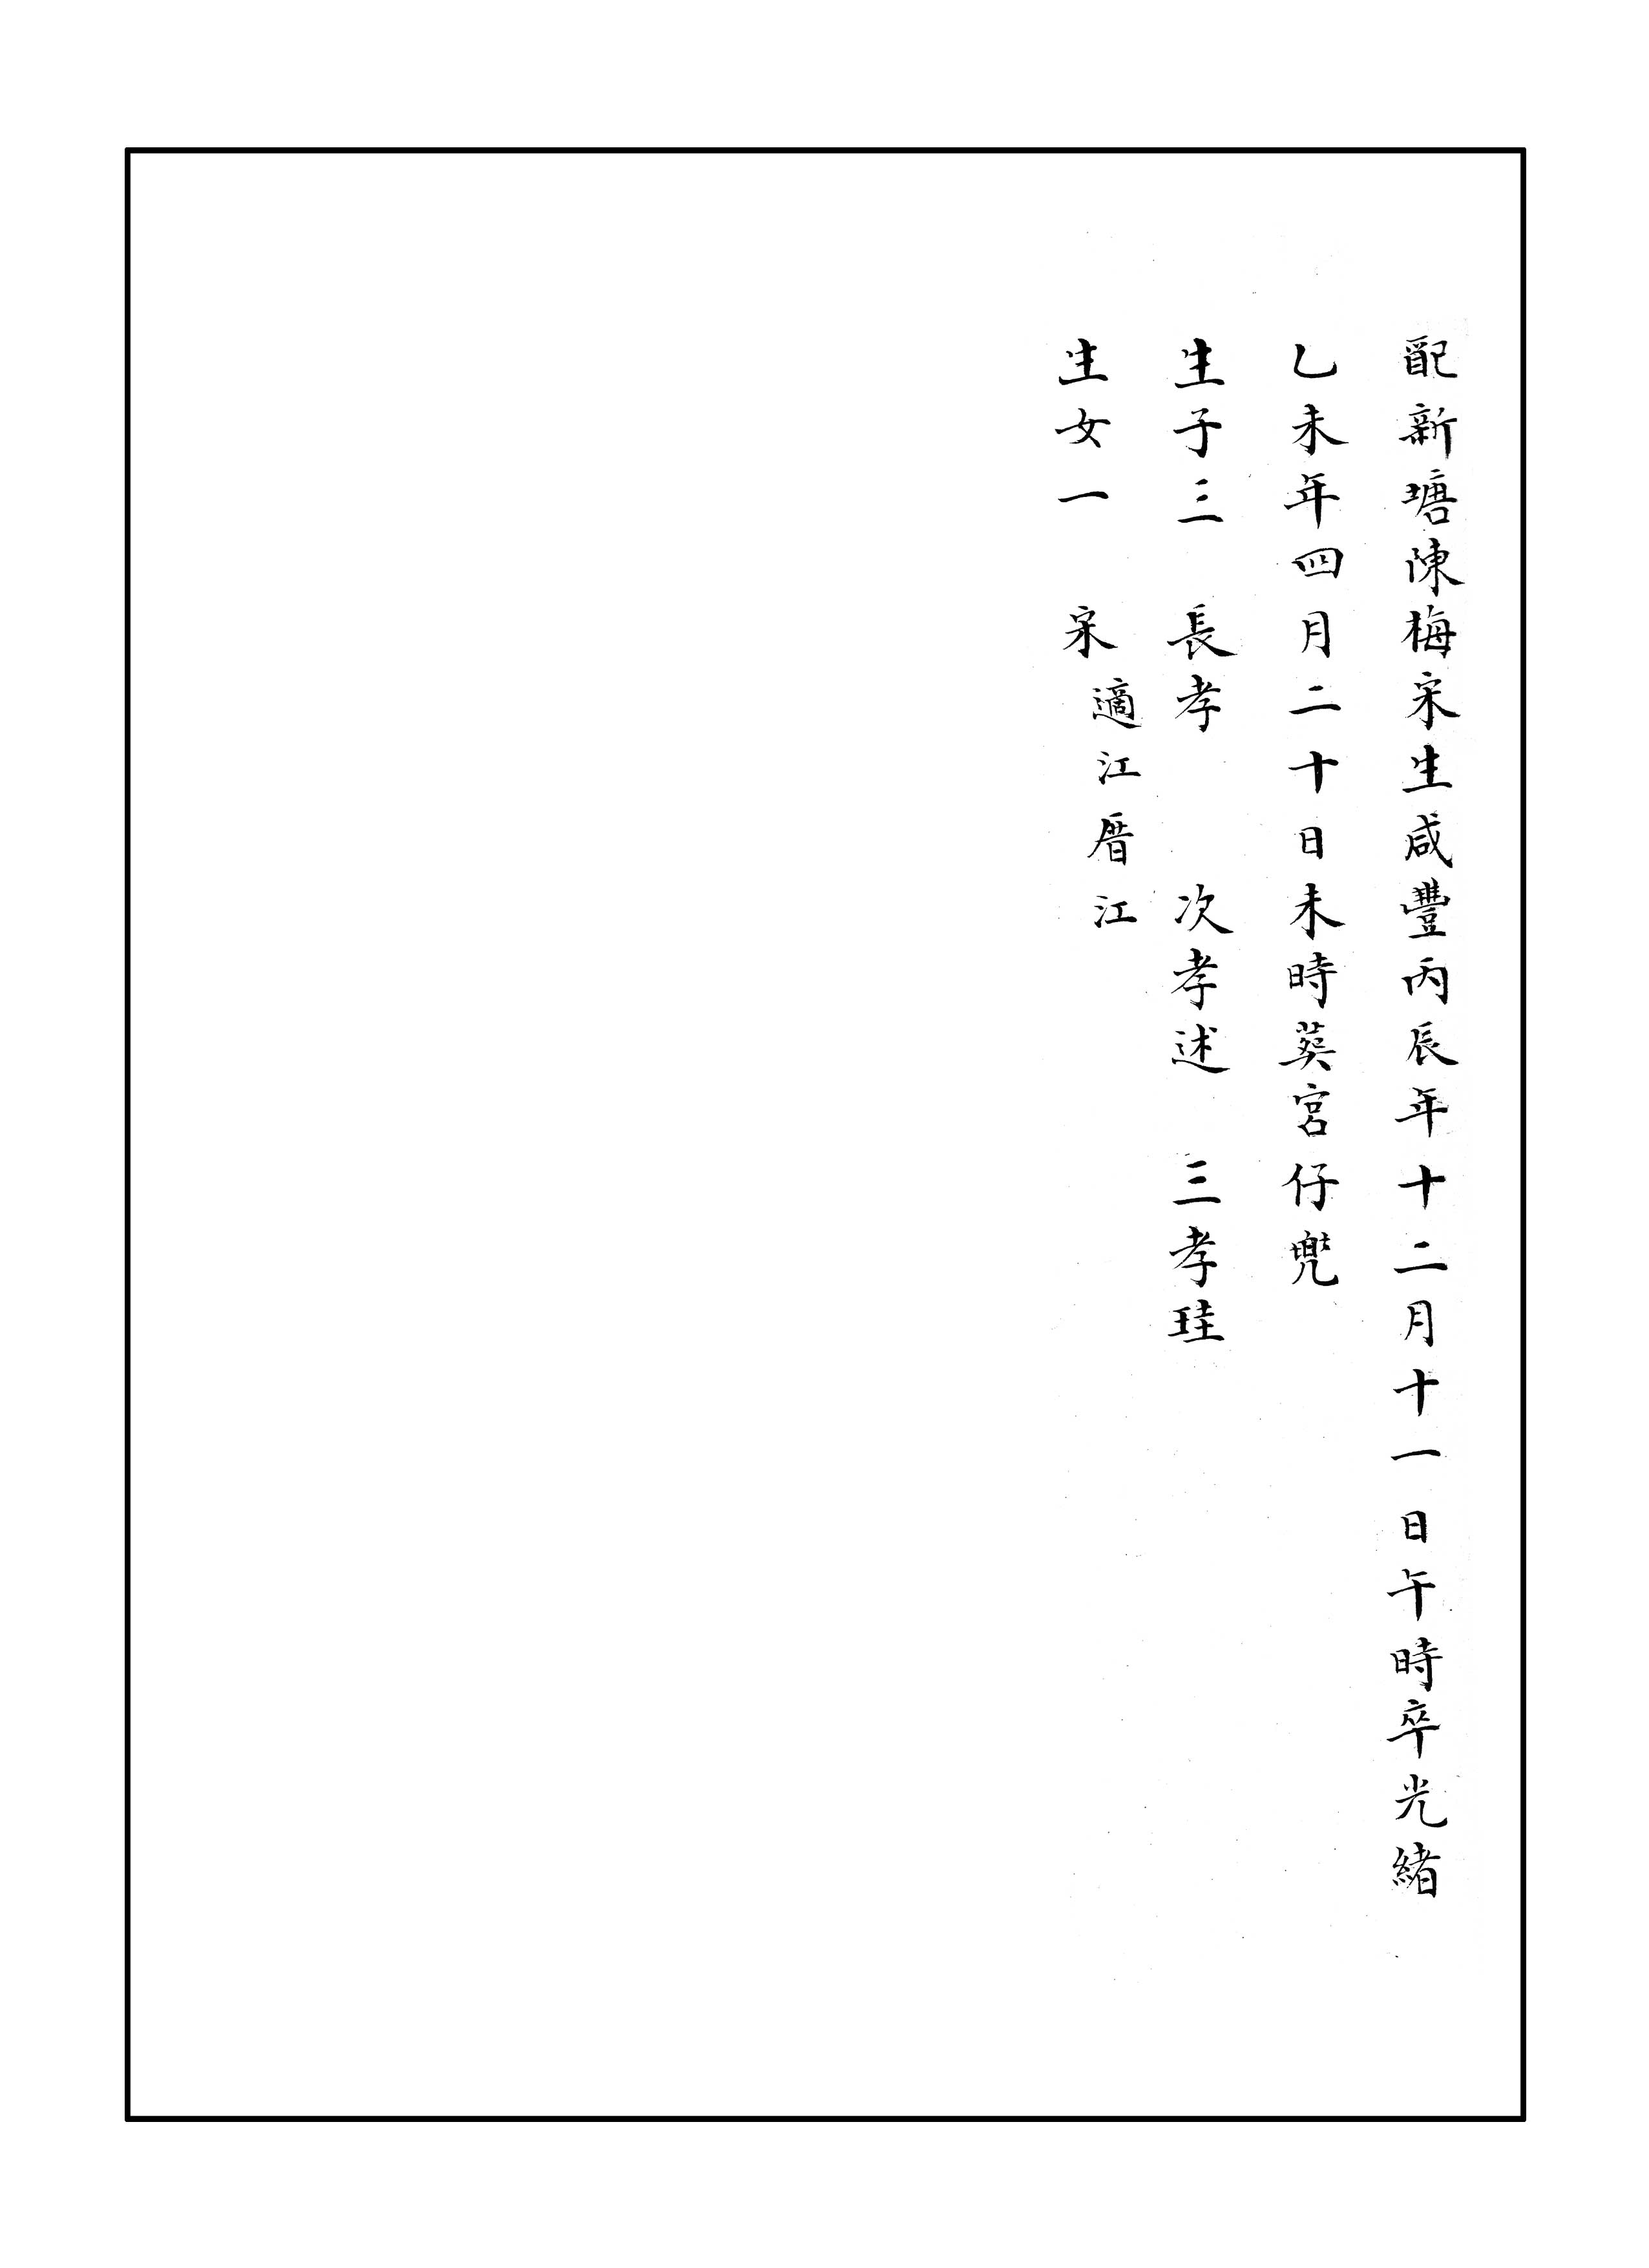 配新塘陳梅宋生咸豐丙辰年十二月十一日午時卒光緒
乙未年四月二十日未時葬宮仔兜
生子三　長孝　次孝述　三孝珪
生女一　宋適江厝江